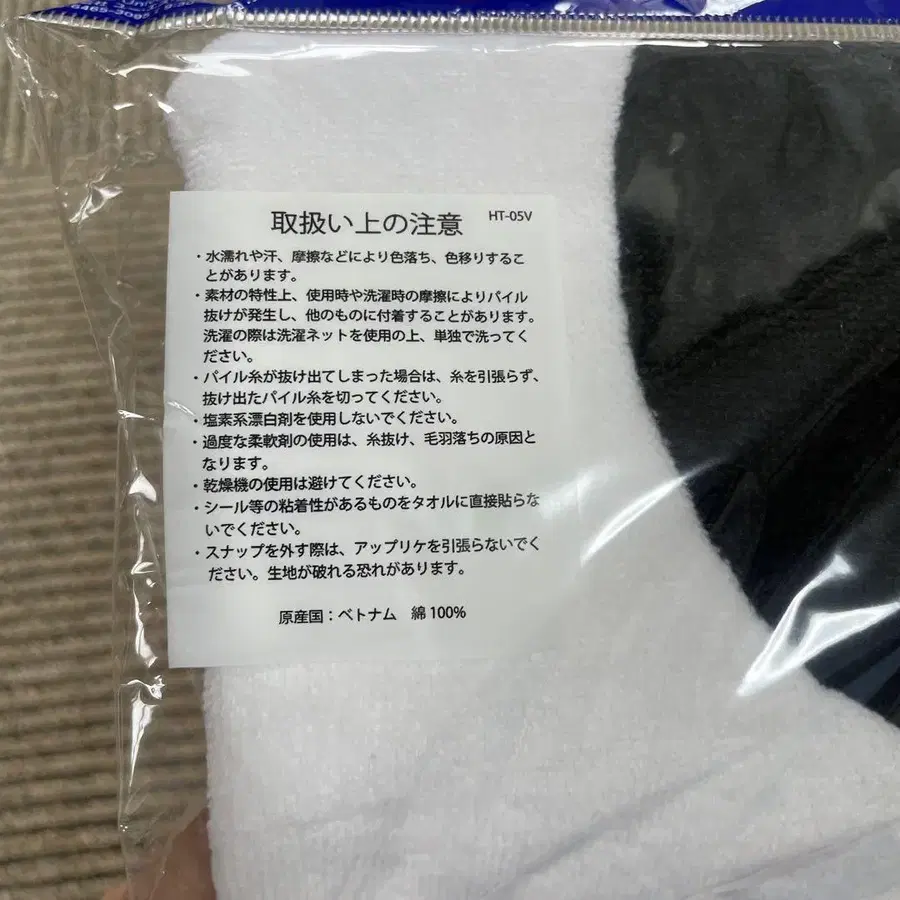 取扱い上の注意 HT-05V
・水濡れや汗、摩擦などにより色落ち、色移りするこ
とがあります。
・素材の特性上、使用時や洗濯時の摩擦によりパイル
抜けが発生し、他のものに付着することがあります。
洗濯の際は洗濯ネットを使用の上、単独で洗ってく
ださい。
・パイル糸が抜け出てしまった場合は、糸を引張らず、
抜け出たパイル糸を切ってください。
・塩素系漂白剤を使用しないでください。
・過度な柔軟剤の使用は、糸抜け、毛羽落ちの原因と
なります。
・乾燥機の使用は避けてください。
・シール等の粘着性があるものをタオルに直接貼らな
いでください。
・スナップを外す際は、アップリケを引張らないでく
ださい。生地が破れる恐れがあります。
原産国：ベトナム 綿100%